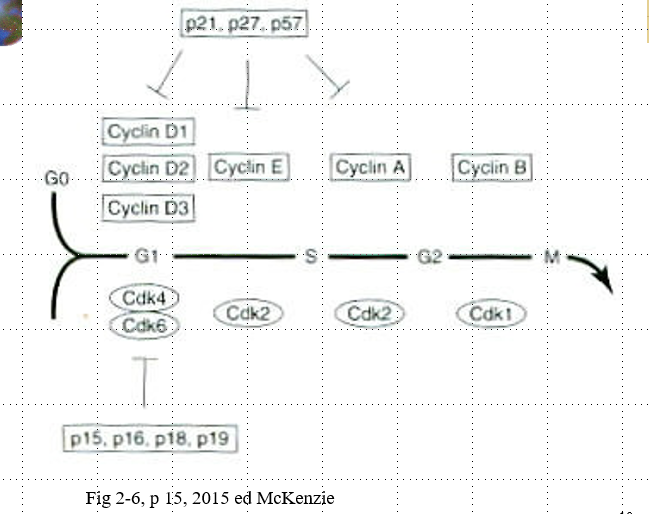 p21, p27, p57
Cyclin D1
Cyclin D2
Cyclin E
Cyclin A
Cyclin B
G0
Cyclin D3
G1
S
G2
M
Cdk4
Cdk6
Cdk2
Cdk2
Cdk1
p15, p16, p18, p19
Fig 2-6, p 15, 2015 ed McKenzie